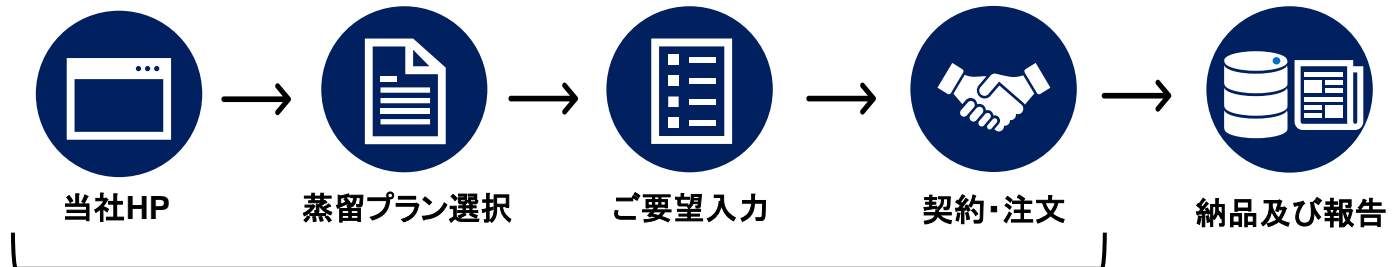 当社HP
蒸留プラン選択
ご要望入力
契約・注文
納品及び報告